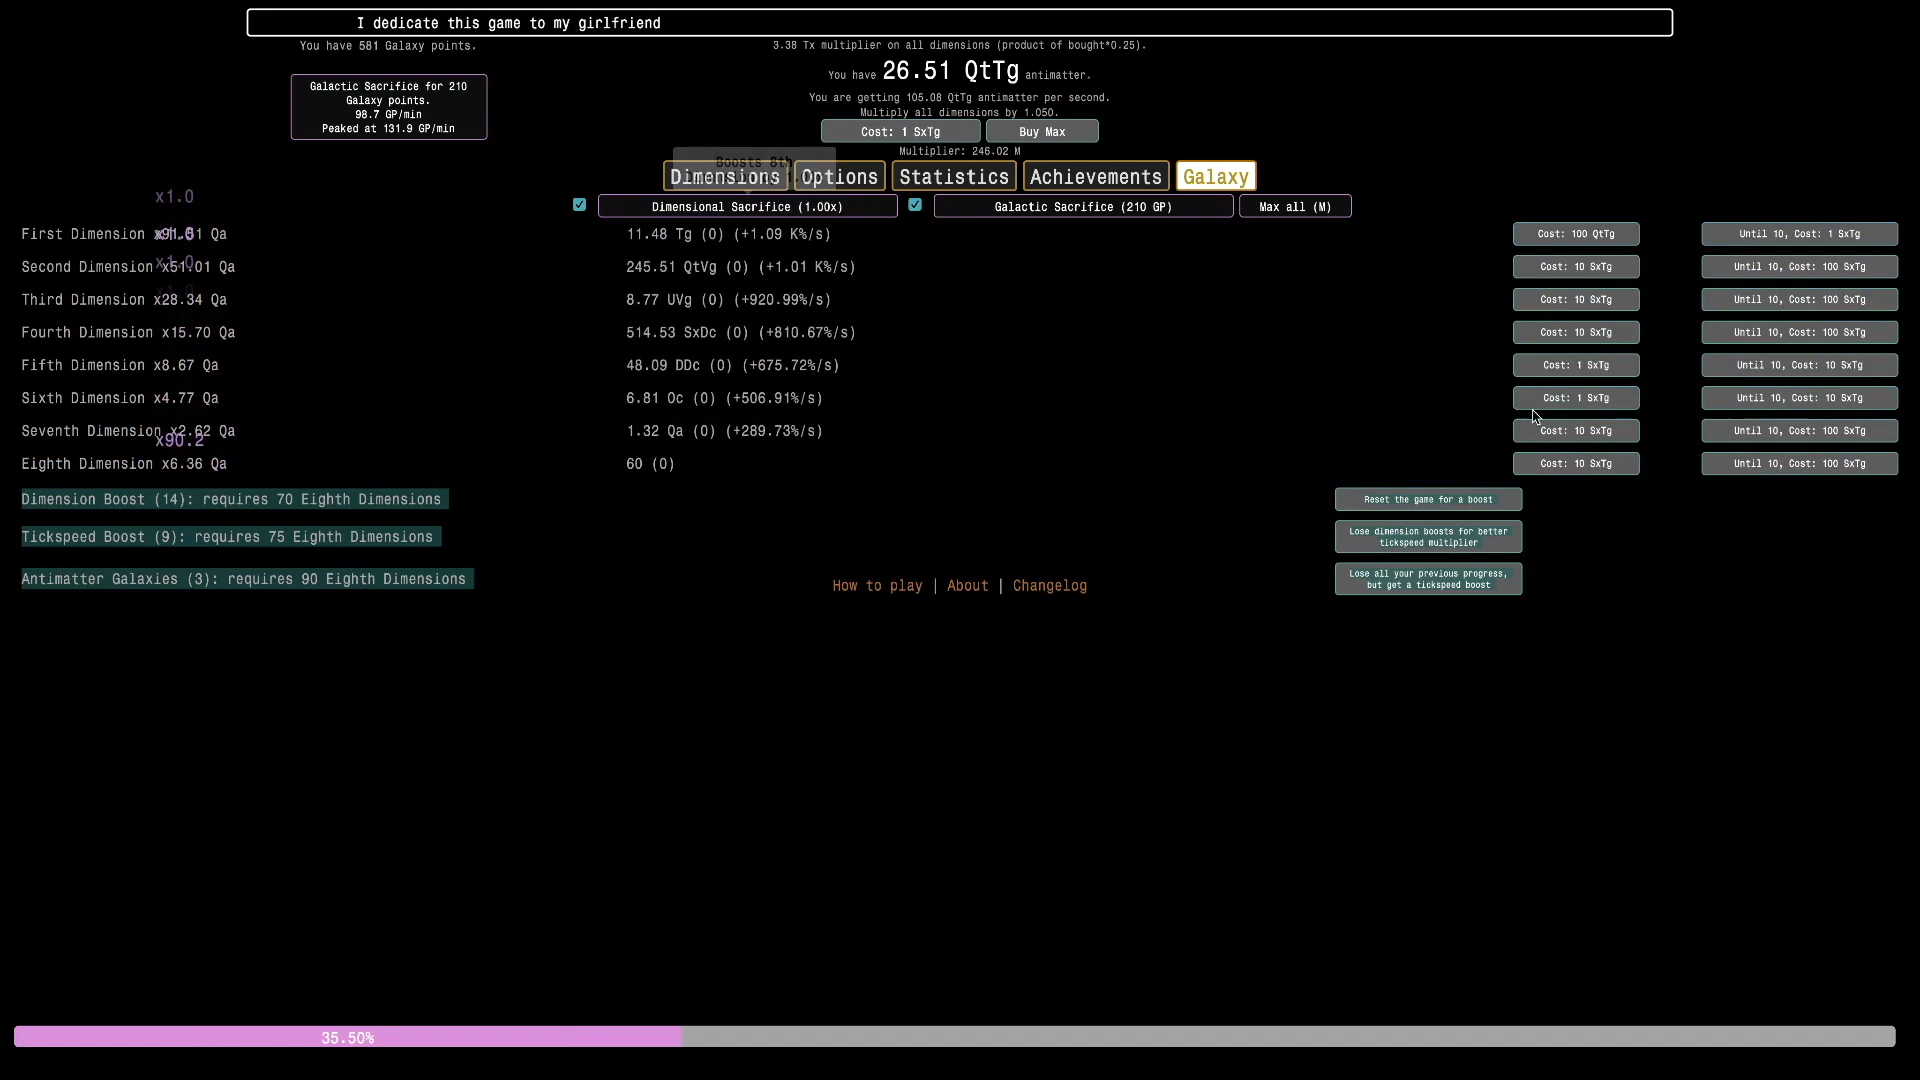 I dedicate this game to my girlfriend
You have 581 Galaxy points.
3.38 Tx multiplier on all dimensions (product of bought*0.25).
You have 26.51 QtTg antimatter.
Galactic Sacrifice for 210
Galaxy points.
98.7 GP/min
Peaked at 131.9 GP/min
You are getting 105.08 QtTg antimatter per second.
Multiply all dimensions by 1.050.
Cost: 1 SxTg Buy Max
Multiplier: 246.02 M
Boosts 8th
Dimensions Options Statistics Achievements Galaxy
x1.0
Dimensional Sacrifice (1.00x) Galactic Sacrifice (210 GP) Max all (M)
First Dimension x91.51 Qa 11.48 Tg (0) (+1.09 K%/s) Cost: 100 QtTg Until 10, Cost: 1 SxTg
x1.0
Second Dimension x51.01 Qa 245.51 QtVg (0) (+1.01 K%/s) Cost: 10 SxTg Until 10, Cost: 100 SxTg
x1.0
Third Dimension x28.34 Qa 8.77 UVg (0) (+920.99%/s) Cost: 10 SxTg Until 10, Cost: 100 SxTg
Fourth Dimension x15.70 Qa 514.53 SxDc (0) (+810.67%/s) Cost: 10 SxTg Until 10, Cost: 100 SxTg
Fifth Dimension x8.67 Qa 48.09 DDc (0) (+675.72%/s) Cost: 1 SxTg Until 10, Cost: 10 SxTg
Sixth Dimension x4.77 Qa 6.81 Oc (0) (+506.91%/s) Cost: 1 SxTg Until 10, Cost: 10 SxTg
Seventh Dimension x2.62 Qa 1.32 Qa (0) (+289.73%/s) Cost: 10 SxTg Until 10, Cost: 100 SxTg
x90.2
Eighth Dimension x6.36 Qa 60 (0) Cost: 10 SxTg Until 10, Cost: 100 SxTg
Dimension Boost (14): requires 70 Eighth Dimensions Reset the game for a boost
Tickspeed Boost (9): requires 75 Eighth Dimensions Lose dimension boosts for better
tickspeed multiplier
Antimatter Galaxies (3): requires 90 Eighth Dimensions Lose all your previous progress,
but get a tickspeed boost
How to play | About | Changelog
35.50%